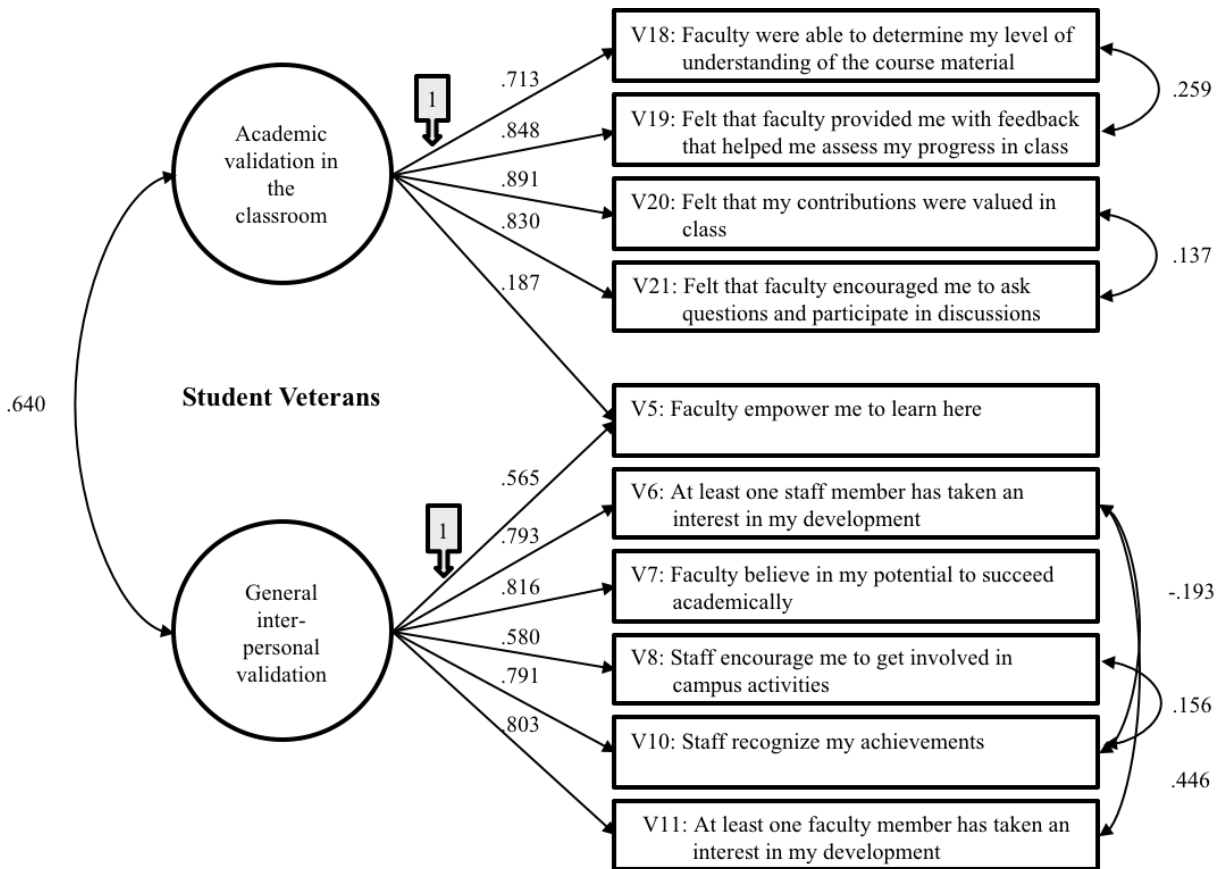 V18: Faculty were able to determine my level of
understanding of the course material
.713
1
.259
Academic
validation in
the
classroom
.848
V19: Felt that faculty provided me with feedback
that helped me assess my progress in class
.891
V20: Felt that my contributions were valued in
class
.830
.137
.187
V21: Felt that faculty encouraged me to ask
questions and participate in discussions
.640
Student Veterans
V5: Faculty empower me to learn here
.565
1
V6: At least one staff member has taken an
interest in my development
.793
General
inter-
personal
validation
.816
V7: Faculty believe in my potential to succeed
academically
-.193
.580
V8: Staff encourage me to get involved in
campus activities
.791
.156
.803
V10: Staff recognize my achievements
.446
V11: At least one faculty member has taken an
interest in my development